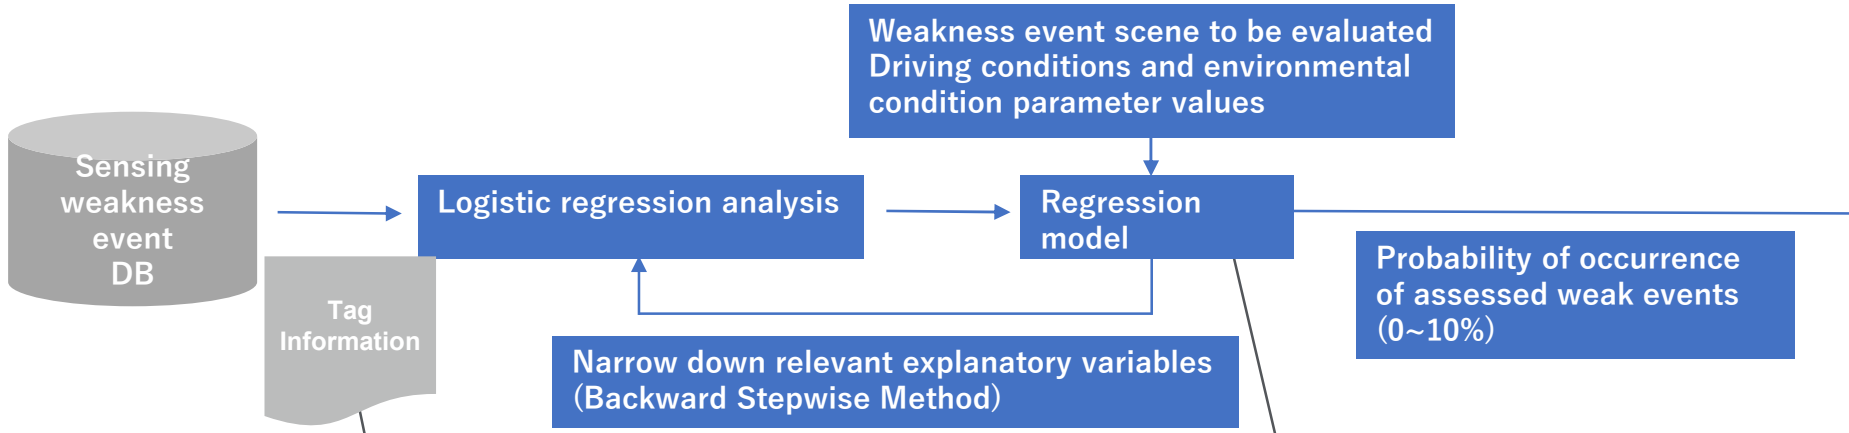 Weakness event scene to be evaluated
Driving conditions and environmental
condition parameter values
Sensing
weakness
event
DB
Logistic regression analysis
Regression
model
Probability of occurrence
of assessed weak events
(0~10%)
Tag
Information
Narrow down relevant explanatory variables
(Backward Stepwise Method)